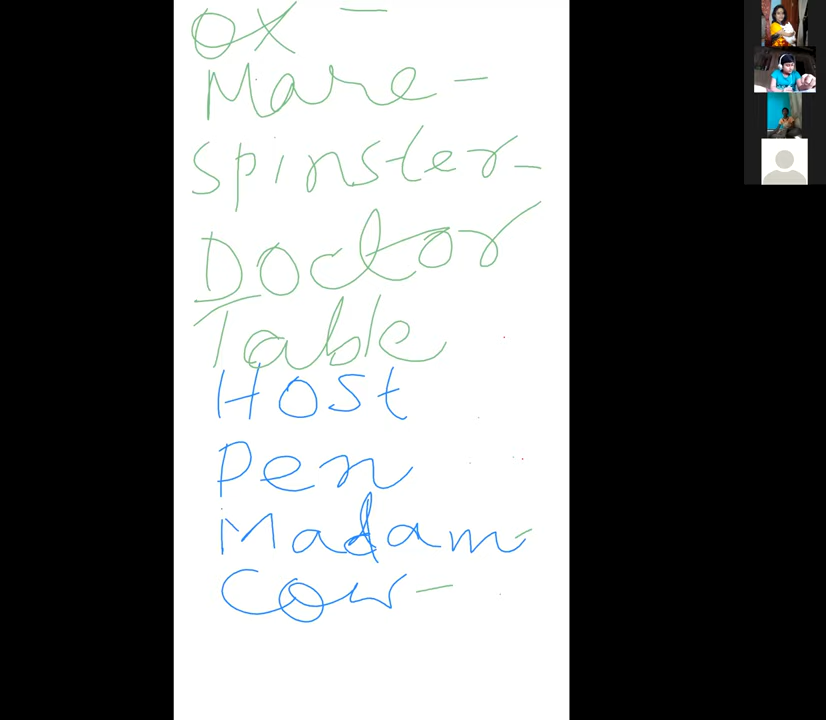 Ox -
Mare -
Spinster -
Doctor
Table
Host
Pen
Madam -
Cow -